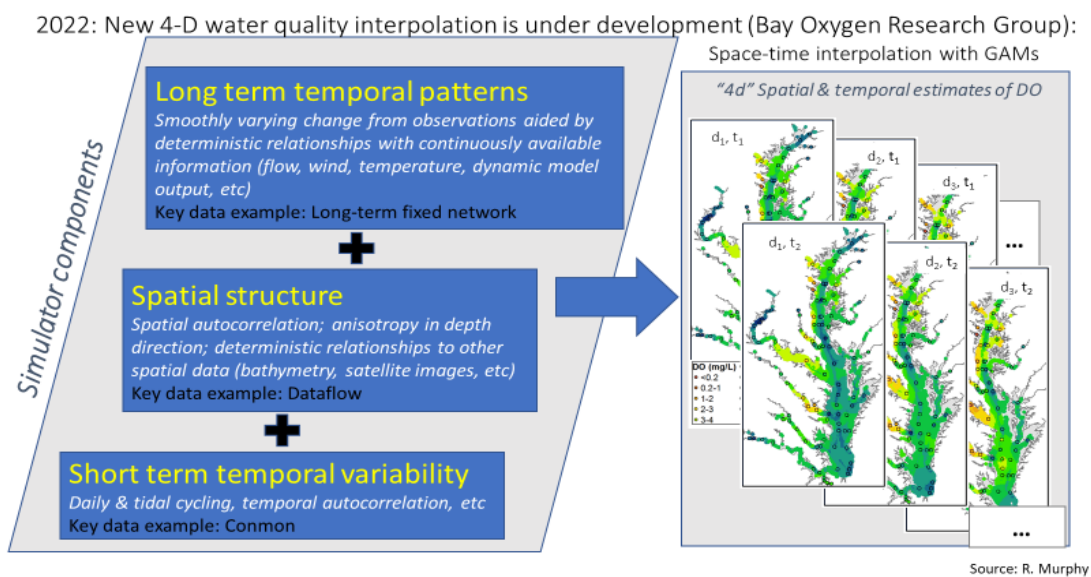 2022: New 4-D water quality interpolation is under development (Bay Oxygen Research Group):
Space-time interpolation with GAMs
Simulator components
Long term temporal patterns
Smoothly varying change from observations aided by
deterministic relationships with continuously available
information (flow, wind, temperature, dynamic model
output, etc)
Key data example: Long-term fixed network
Spatial structure
Spatial autocorrelation; anisotropy in depth
direction; deterministic relationships to other
spatial data (bathymetry, satellite images, etc)
Key data example: Dataflow
Short term temporal variability
Daily & tidal cycling, temporal autocorrelation, etc
Key data example: Conmon
"4d" Spatial & temporal estimates of DO
d₁, t₁
d₂, t₁
d₃, t₁
...
d₁, t₂
d₂, t₂
d₃, t₂
DO (mg/L)
<0.2
0.2-1
1-2
2-3
3-4
...
Source: R. Murphy